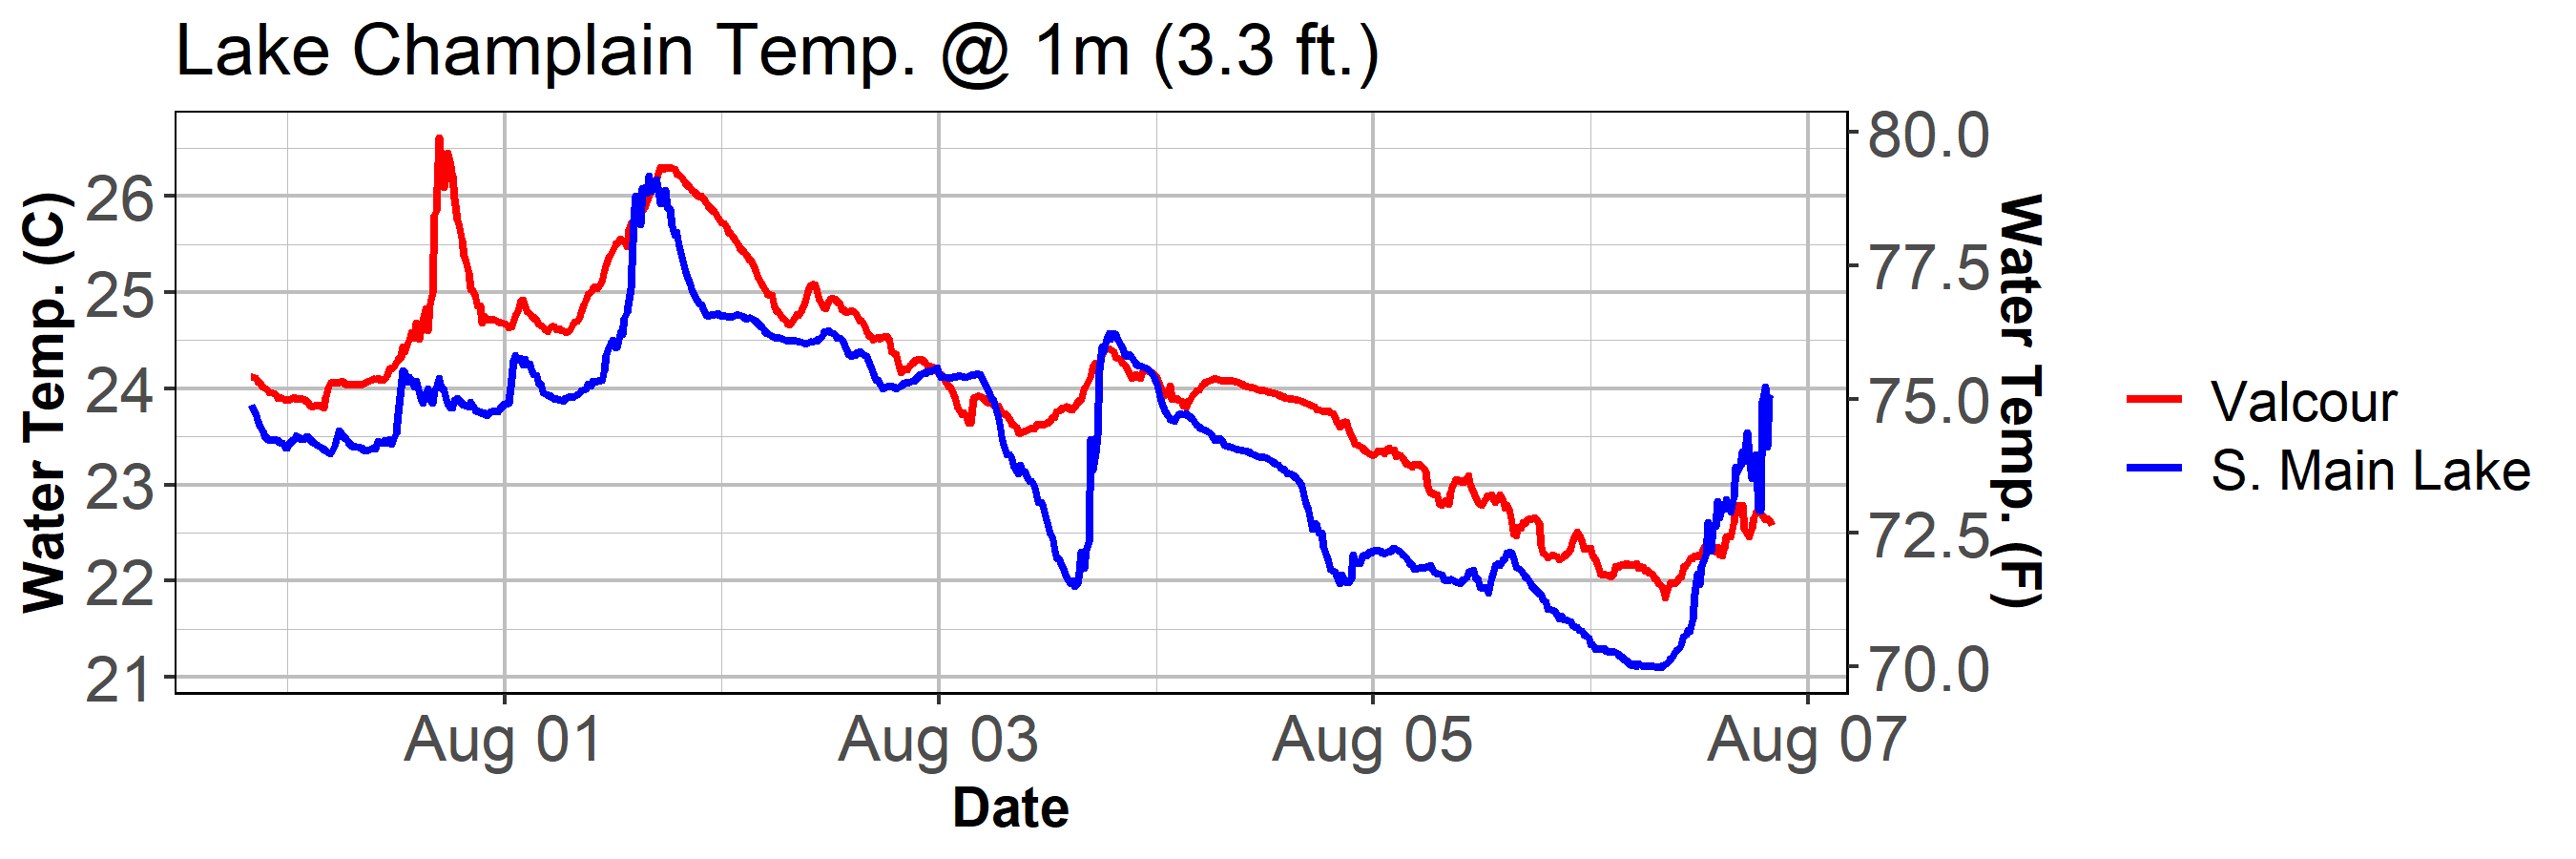 Lake Champlain Temp. @ 1m (3.3 ft.)
Water Temp. (C)
26
25
24
23
22
21
80.0
77.5
75.0
72.5
70.0
Water Temp. (F)
Aug 01
Aug 03
Aug 05
Aug 07
Date
Valcour
S. Main Lake